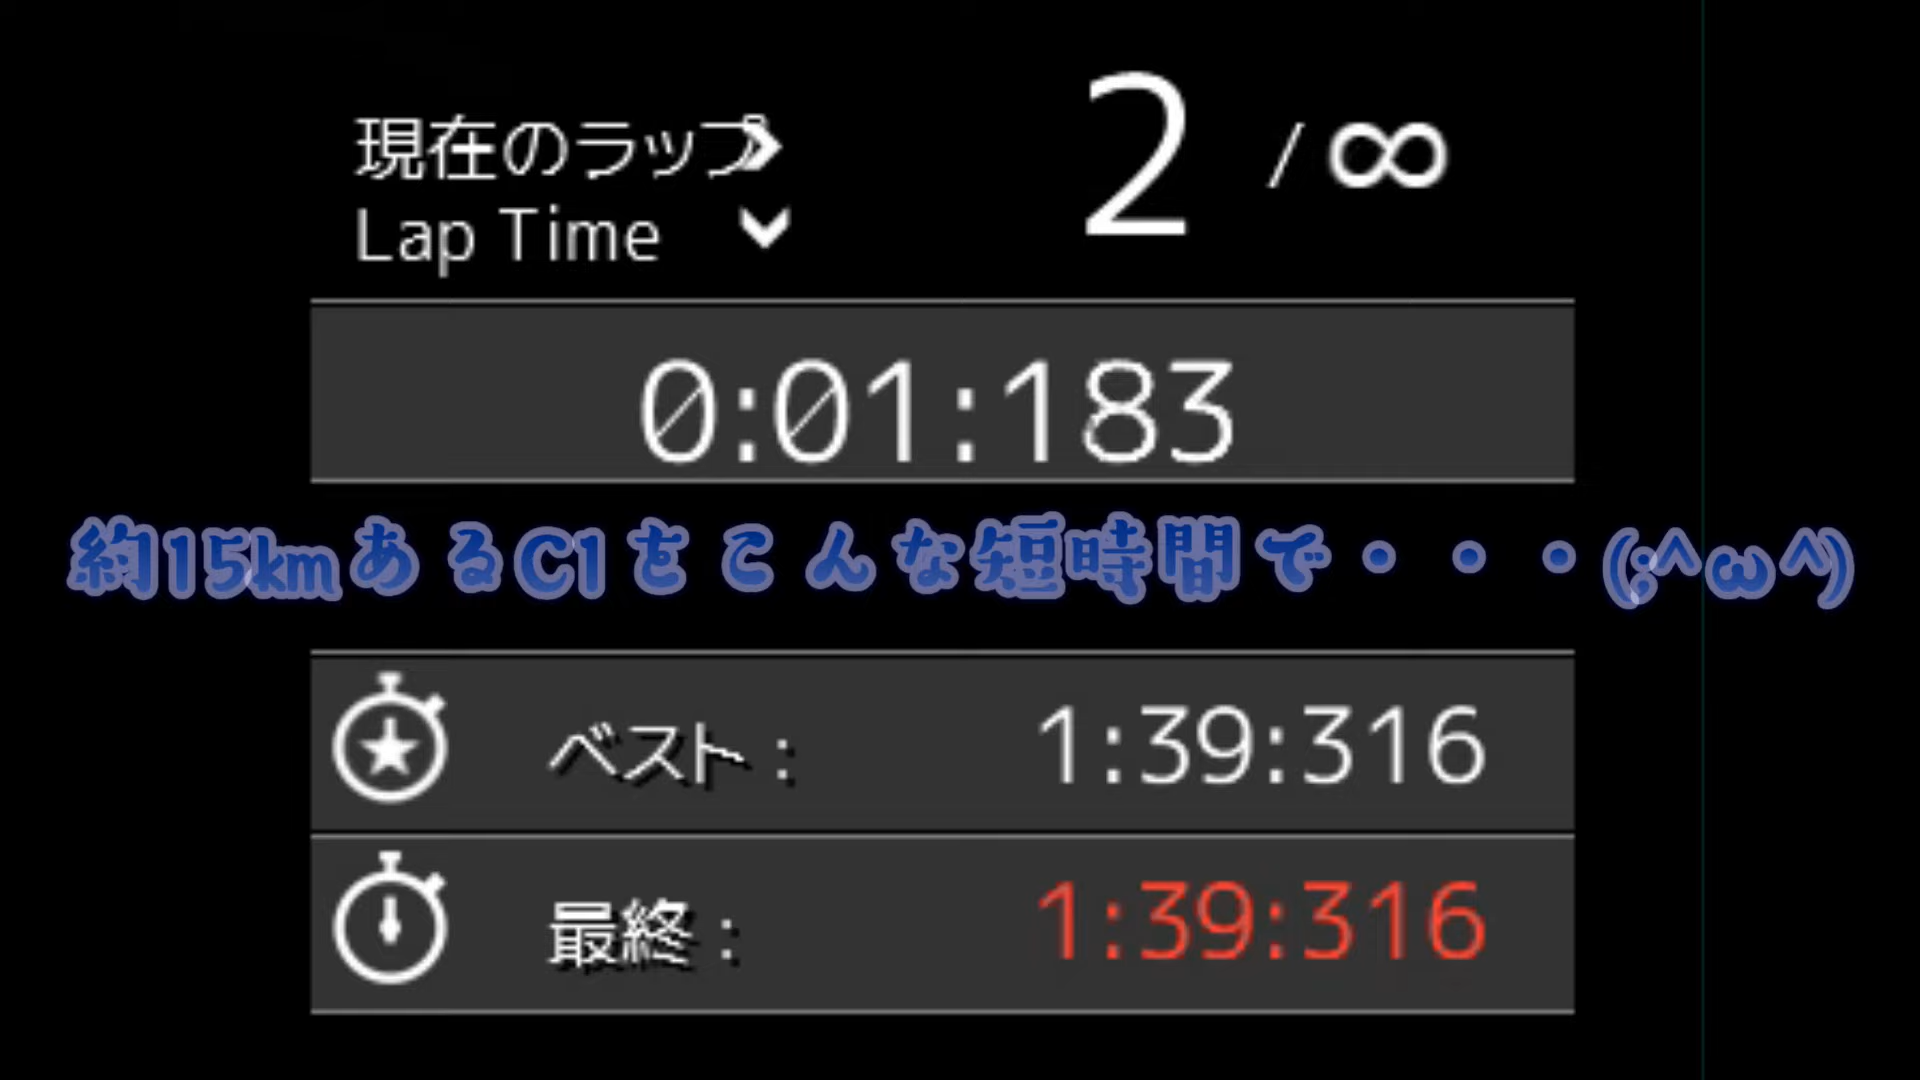 現在のラップ
2 / ∞
Lap Time
0:01:183
約15kmあるC1をこんな短時間で・・・(;^ω^)
ベスト : 1:39:316
最終 : 1:39:316